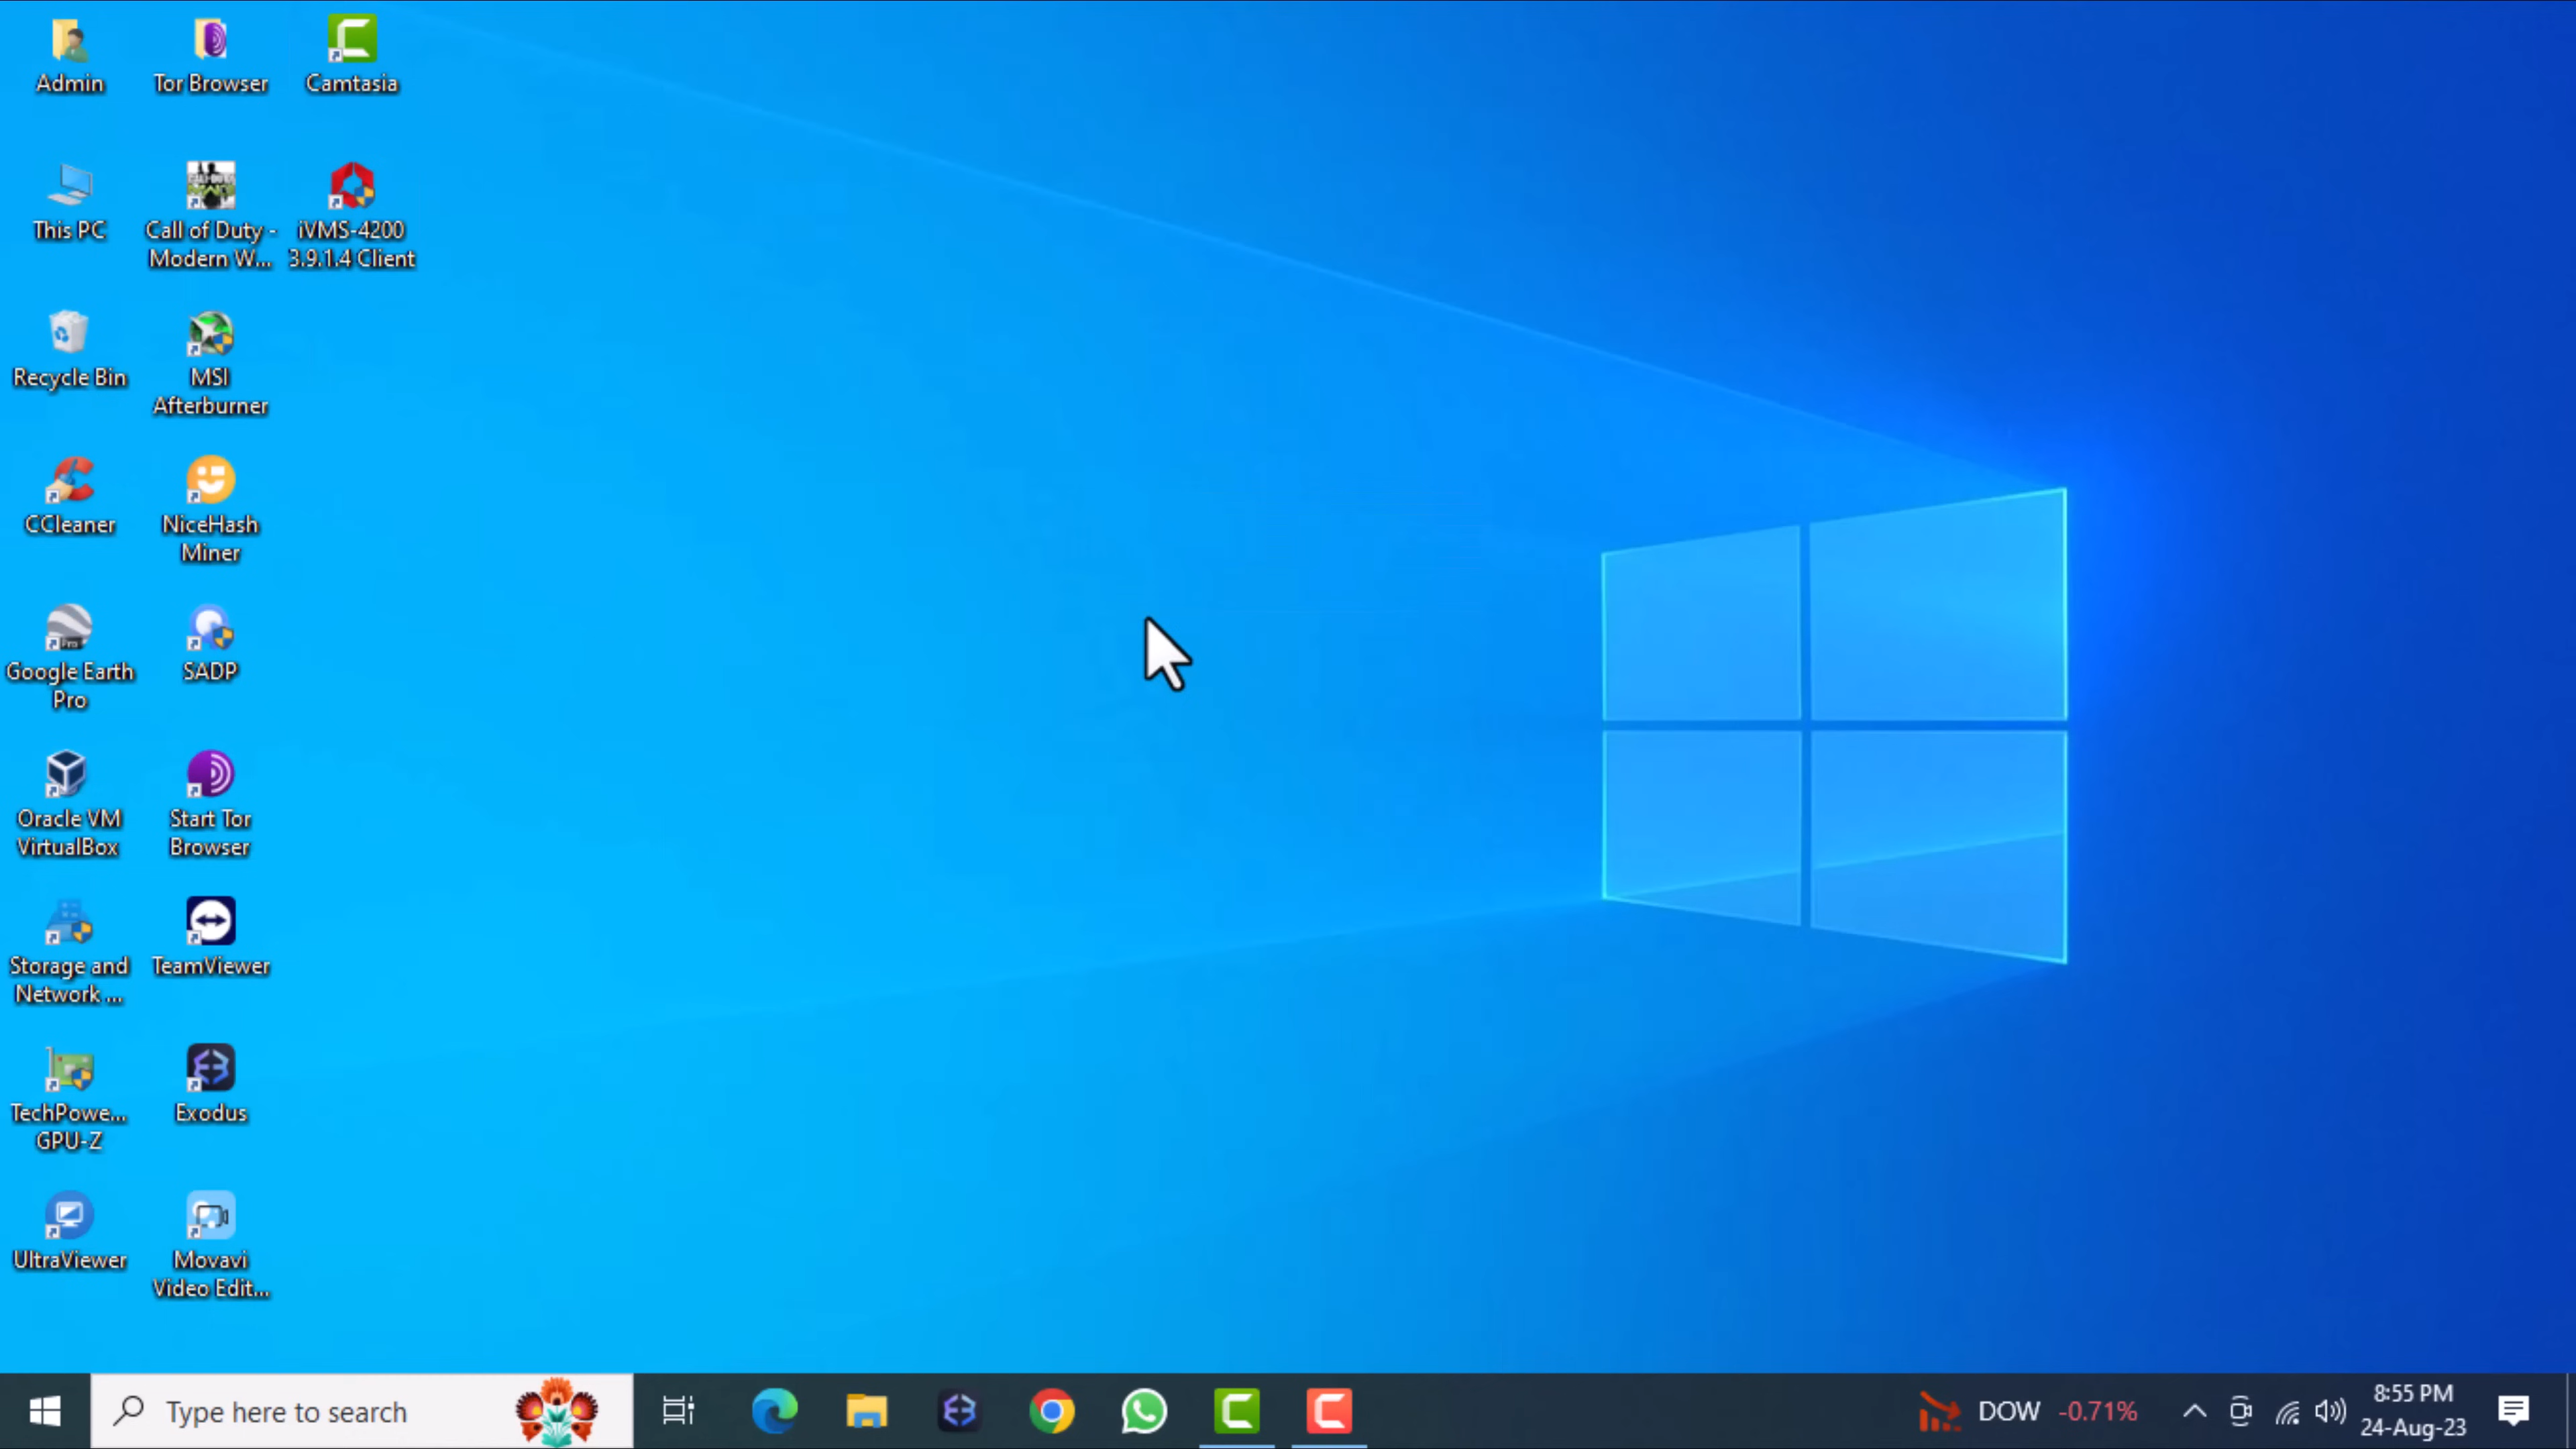 Admin
Tor Browser
Camtasia
This PC
Call of Duty -
Modern W...
iVMS-4200
3.9.1.4 Client
Recycle Bin
MSI
Afterburner
CCleaner
NiceHash
Miner
Google Earth
Pro
SADP
Oracle VM
VirtualBox
Start Tor
Browser
Storage and
Network ...
TeamViewer
TechPowe...
GPU-Z
Exodus
UltraViewer
Movavi
Video Edit...
Type here to search
DOW -0.71%
8:55 PM
24-Aug-23